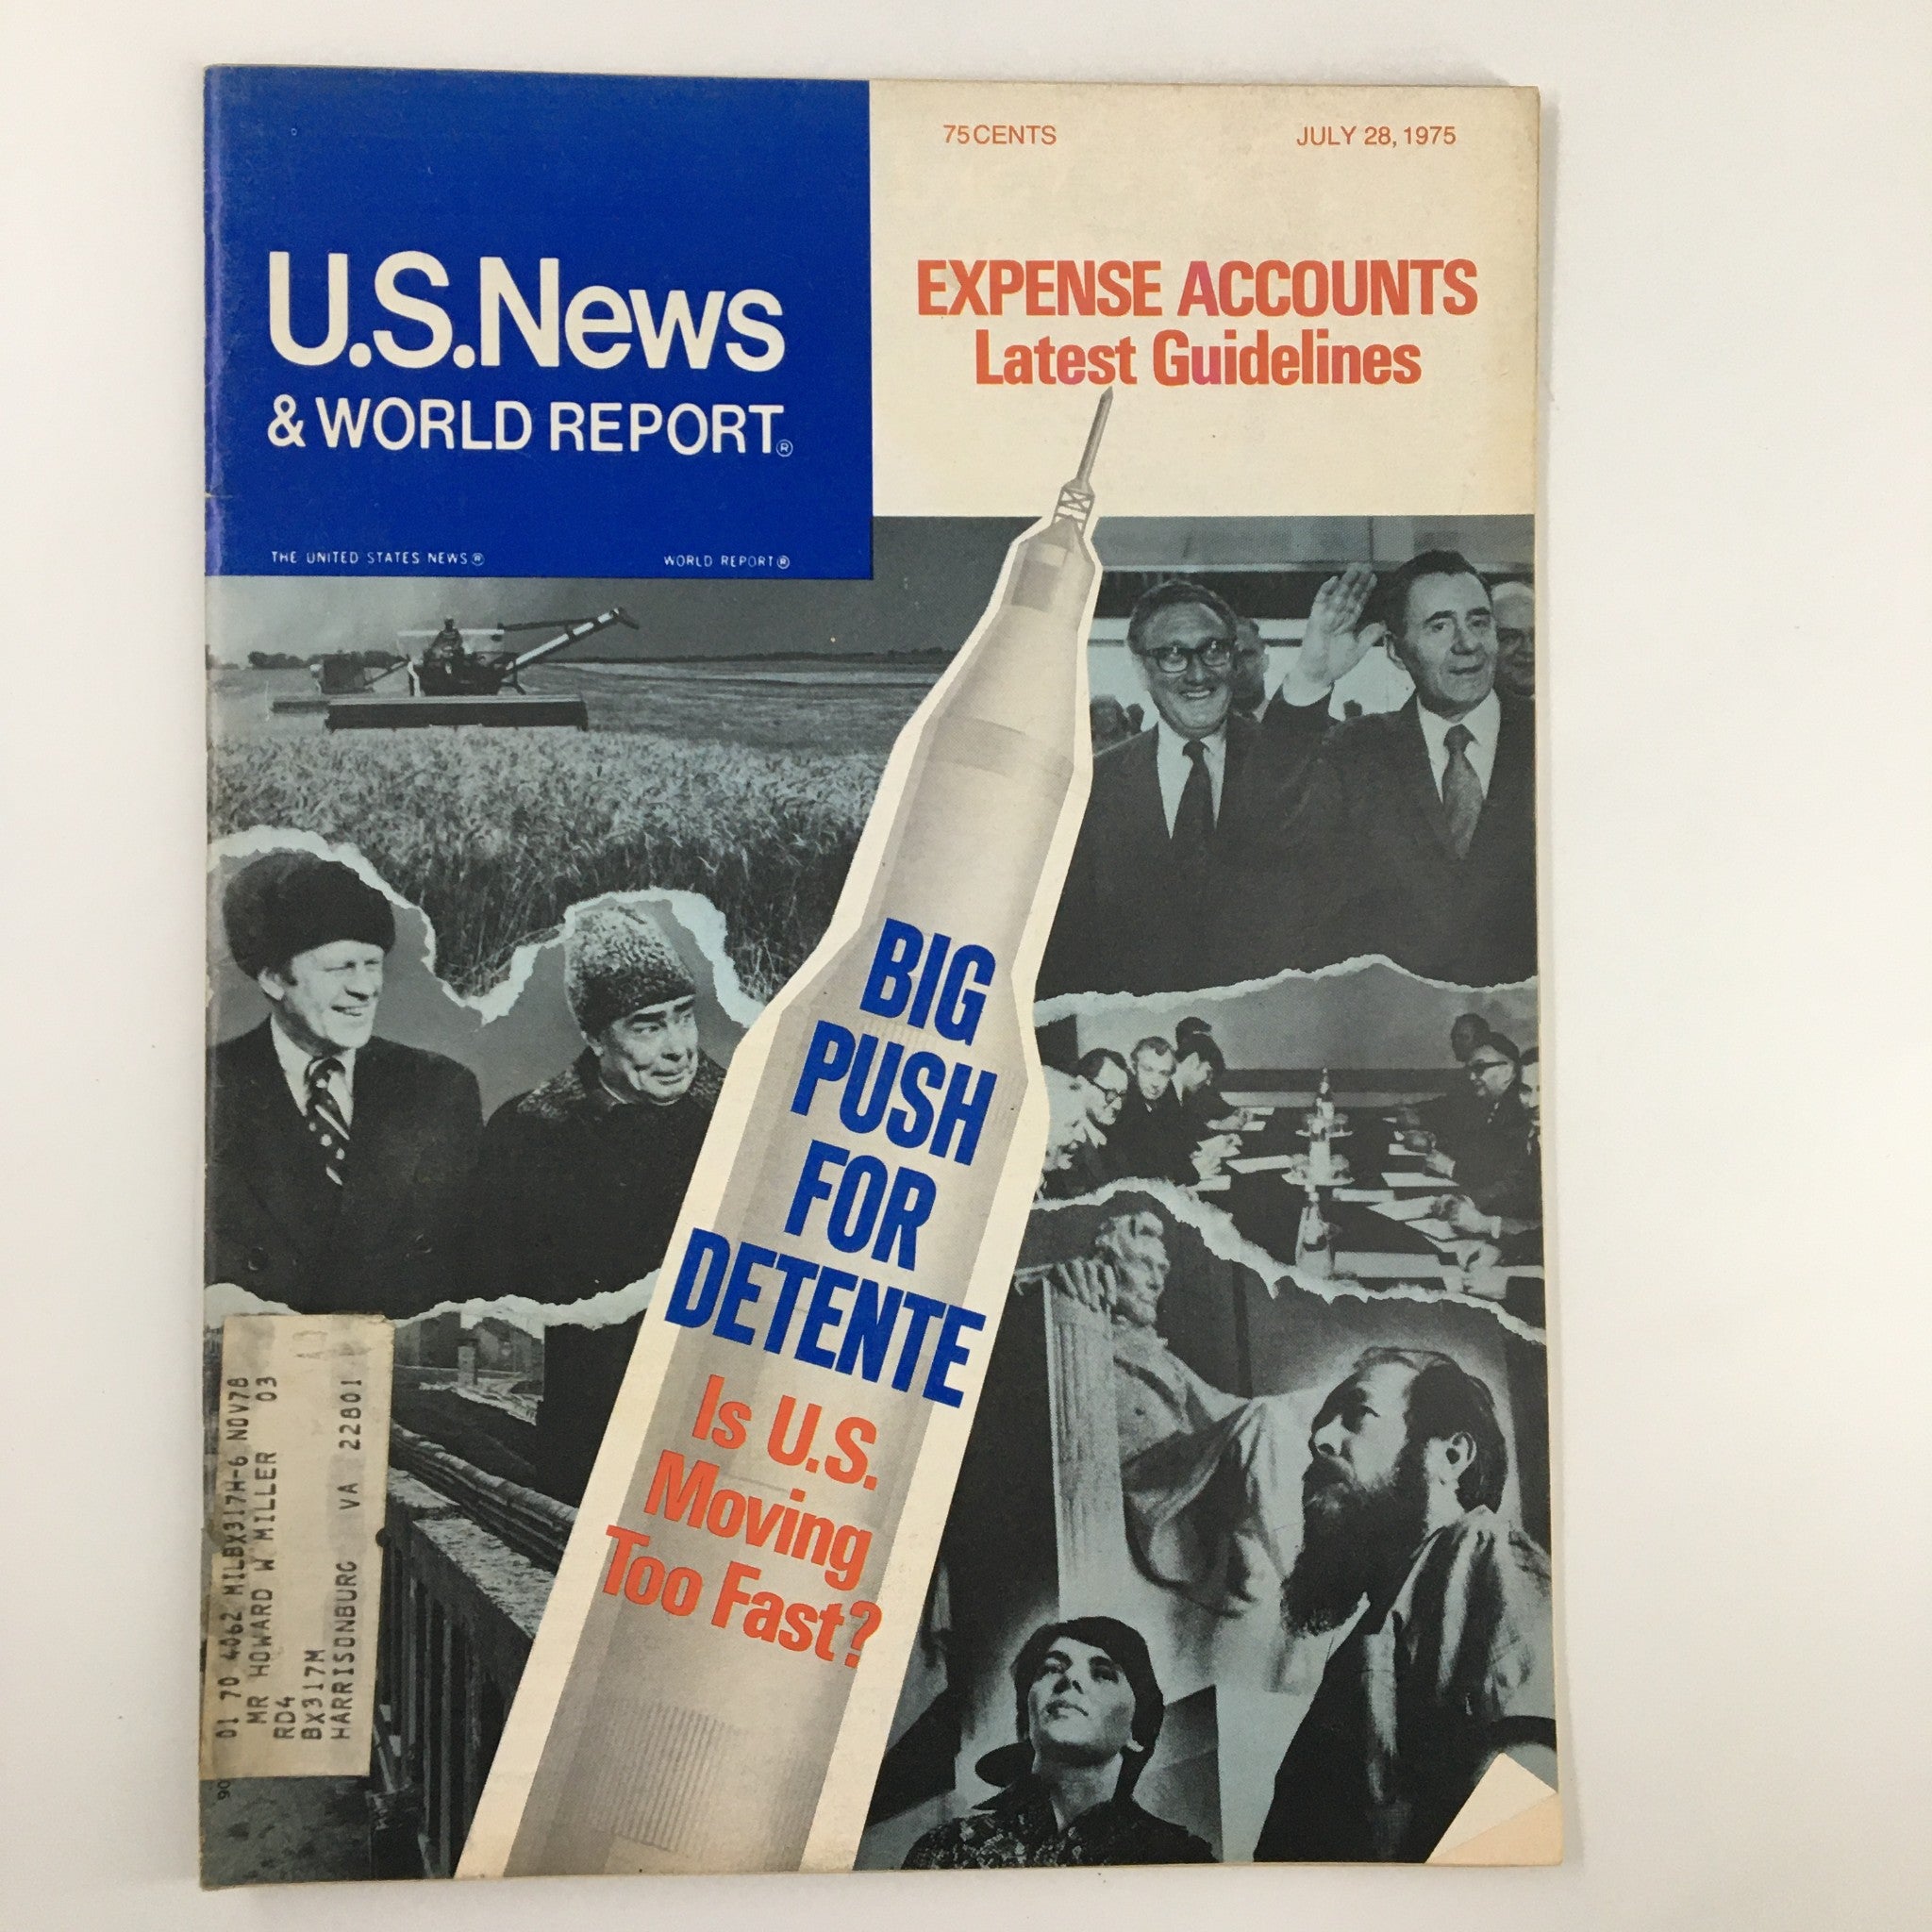 75 CENTS
JULY 28, 1975
U.S.News
& WORLD REPORT®
THE UNITED STATES NEWS®
WORLD REPORT®
EXPENSE ACCOUNTS
Latest Guidelines
BIG
PUSH
FOR
DETENTE
Is U.S.
Moving
Too Fast?
01 70 4062 MILBX317H-6 NOV78
MR HOWARD W MILLER 03
RD4
BX317M
HARRISONBURG VA 22801